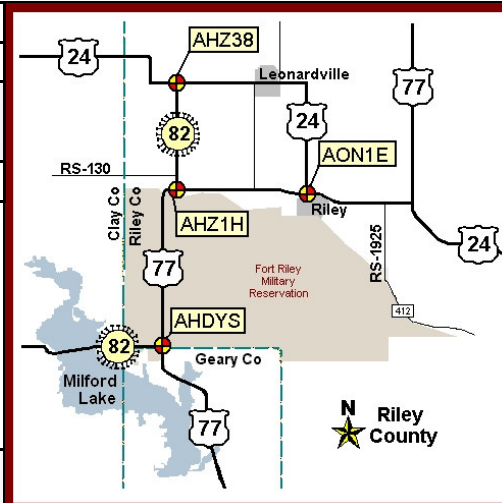 AHZ38
24
Leonardville
77
82
24
AON1E
RS-130
Clay Co
Riley Co
AHZ1H
Riley
RS-1925
24
77
Fort Riley
Military
Reservation
412
AHDYS
82
Geary Co
Milford
Lake
77
N
Riley
County